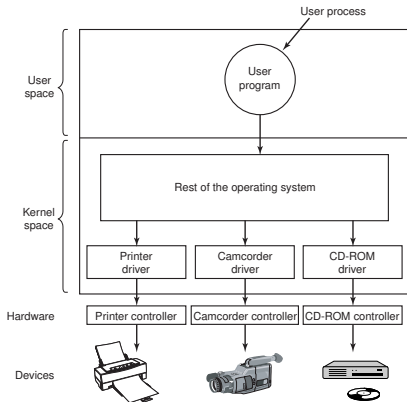 User process
User
space
User
program
Rest of the operating system
Kernel
space
Printer
driver
Camcorder
driver
CD-ROM
driver
Hardware
Printer controller
Camcorder controller
CD-ROM controller
Devices